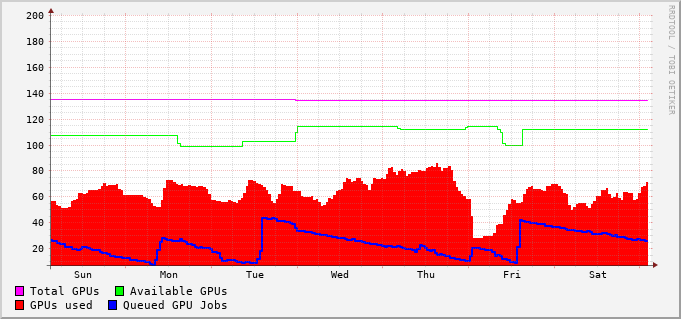 200
180
160
140
120
100
80
60
40
20
Sun Mon Tue Wed Thu Fri Sat
Total GPUs Available GPUs
GPUs used Queued GPU Jobs
RRDTOOL / TOBI OETIKER